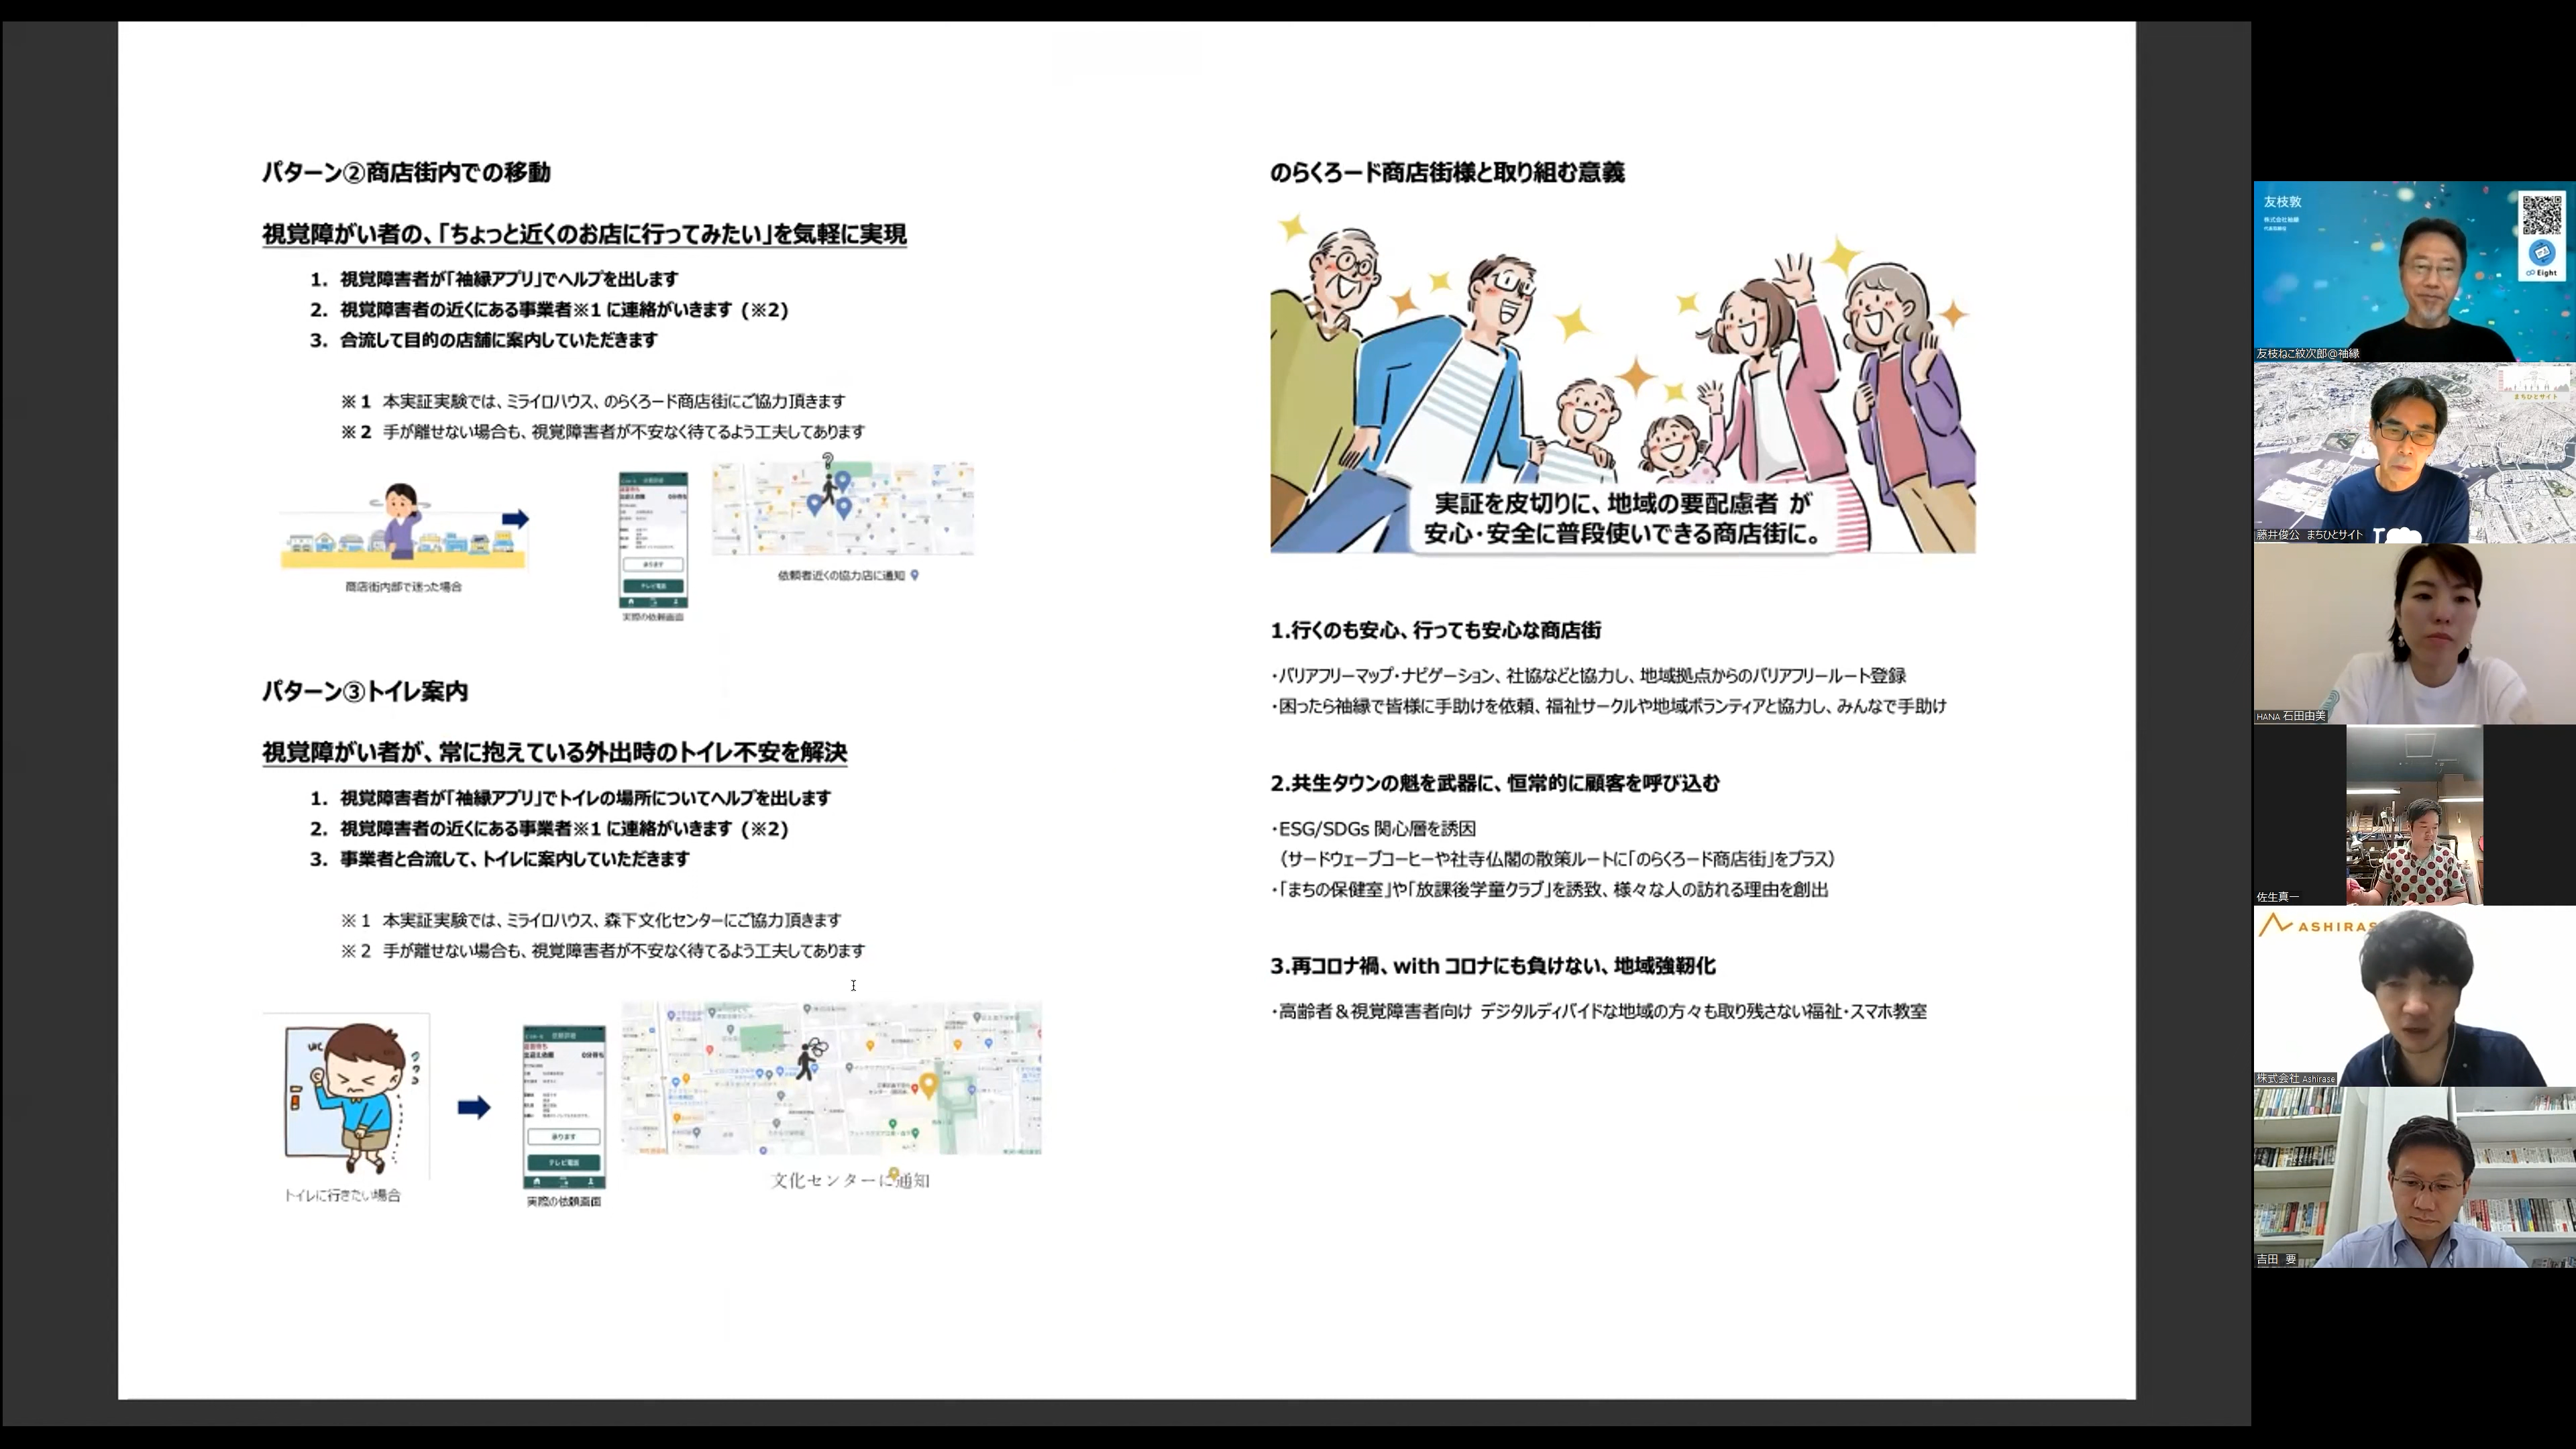 パターン②商店街内での移動
視覚障がい者の、「ちょっと近くのお店に行ってみたい」を気軽に実現
1. 視覚障害者が「袖縁アプリ」でヘルプを出します
2. 視覚障害者の近くにある事業者※1 に連絡がいきます (※2)
3. 合流して目的の店舗に案内していただきます
※１ 本実証実験では、ミライロハウス、のらくろード商店街にご協力頂きます
※２ 手が離せない場合も、視覚障害者が不安なく待てるよう工夫してあります
?
承ります
テレビ電話
商店街内部で迷った場合
実際の依頼画面
依頼者近くの協力店に通知
パターン③トイレ案内
視覚障がい者が、常に抱えている外出時のトイレ不安を解決
1. 視覚障害者が「袖縁アプリ」でトイレの場所についてヘルプを出します
2. 視覚障害者の近くにある事業者※1 に連絡がいきます (※2)
3. 事業者と合流して、トイレに案内していただきます
※１ 本実証実験では、ミライロハウス、森下文化センターにご協力頂きます
※２ 手が離せない場合も、視覚障害者が不安なく待てるよう工夫してあります
承ります
テレビ電話
トイレに行きたい場合
実際の依頼画面
文化センターに通知
のらくろード商店街様と取り組む意義
実証を皮切りに、地域の要配慮者 が
安心・安全に普段使いできる商店街に。
1.行くのも安心、行っても安心な商店街
・バリアフリーマップ・ナビゲーション、社協などと協力し、地域拠点からのバリアフリールート登録
・困ったら袖縁で皆様に手助けを依頼、福祉サークルや地域ボランティアと協力し、みんなで手助け
2.共生タウンの魁を武器に、恒常的に顧客を呼び込む
・ESG/SDGs 関心層を誘因
（サードウェーブコーヒーや社寺仏閣の散策ルートに「のらくろード商店街」をプラス）
・「まちの保健室」や「放課後学童クラブ」を誘致、様々な人の訪れる理由を創出
3.再コロナ禍、with コロナにも負けない、地域強靭化
・高齢者＆視覚障害者向け デジタルディバイドな地域の方々も取り残さない福祉・スマホ教室
友枝敦
株式会社袖縁
代表取締役
Eight
友枝ねこ紋次郎@袖縁
まちひとサイト
藤井俊公 まちひとサイト
HANA 石田由美
佐生真一
ASHIRAS
株式会社 Ashirase
吉田 要